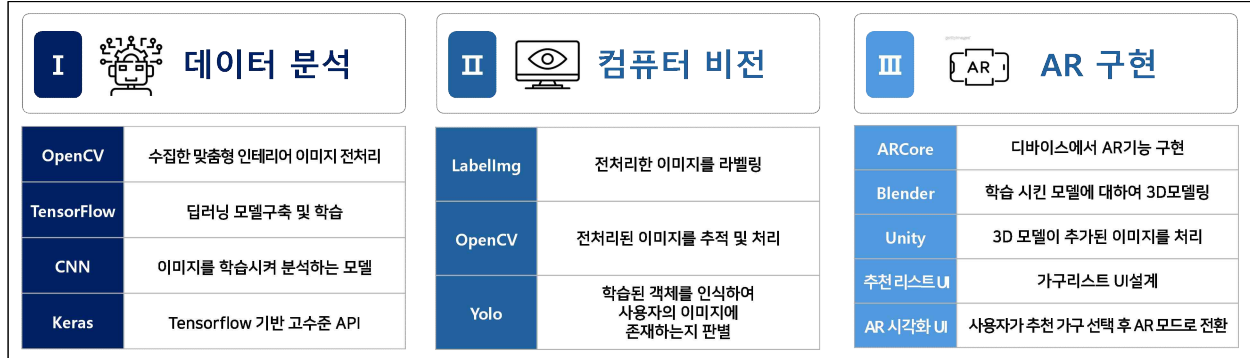 I
데이터 분석
OpenCV
수집한 맞춤형 인테리어 이미지 전처리
TensorFlow
딥러닝 모델구축 및 학습
CNN
이미지를 학습시켜 분석하는 모델
Keras
Tensorflow 기반 고수준 API
II
컴퓨터 비전
LabelImg
전처리한 이미지를 라벨링
OpenCV
전처리된 이미지를 추적 및 처리
Yolo
학습된 객체를 인식하여
사용자의 이미지에
존재하는지 판별
III
AR
AR 구현
ARCore
디바이스에서 AR기능 구현
Blender
학습 시킨 모델에 대하여 3D모델링
Unity
3D 모델이 추가된 이미지를 처리
추천 리스트 UI
가구리스트 UI설계
AR 시각화 UI
사용자가 추천 가구 선택 후 AR 모드로 전환